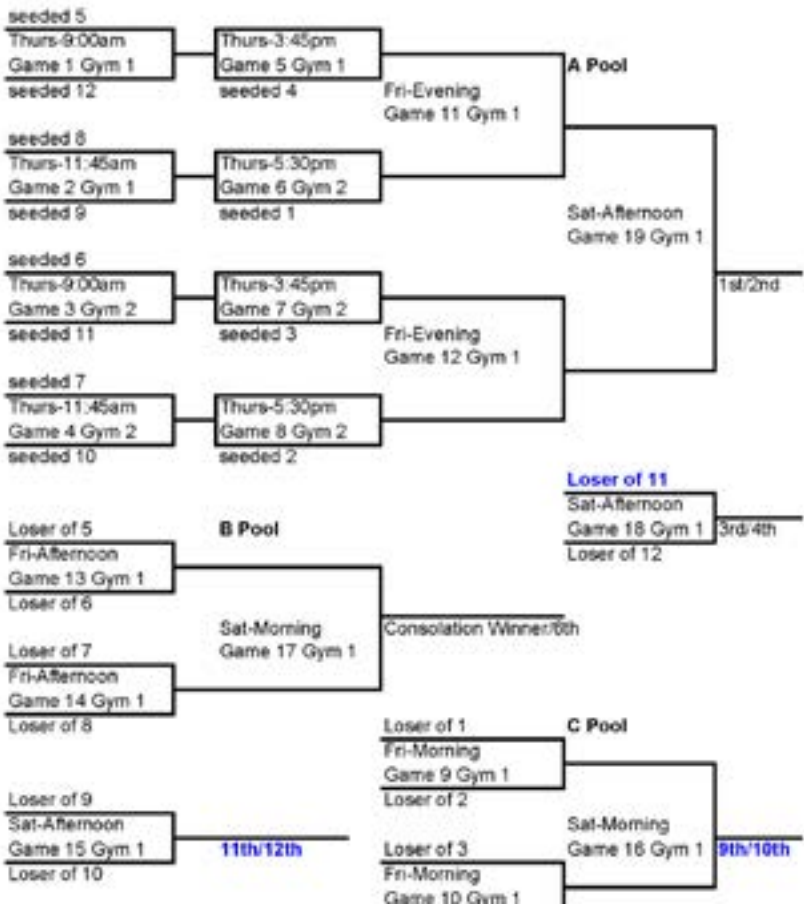 seeded 5
Thurs-9:00am
Game 1 Gym 1
seeded 12
Thurs-3:45pm
Game 5 Gym 1
seeded 4
A Pool
Fri-Evening
Game 11 Gym 1
seeded 8
Thurs-11:45am
Game 2 Gym 1
seeded 9
Thurs-5:30pm
Game 6 Gym 2
seeded 1
Sat-Afternoon
Game 19 Gym 1
1st/2nd
seeded 6
Thurs-9:00am
Game 3 Gym 2
seeded 11
Thurs-3:45pm
Game 7 Gym 2
seeded 3
Fri-Evening
Game 12 Gym 1
seeded 7
Thurs-11:45am
Game 4 Gym 2
seeded 10
Thurs-5:30pm
Game 8 Gym 2
seeded 2
Loser of 11
Sat-Afternoon
Game 18 Gym 1
3rd/4th
Loser of 12
B Pool
Loser of 5
Fri-Afternoon
Game 13 Gym 1
Loser of 6
Sat-Morning
Game 17 Gym 1
Consolation Winner/6th
Loser of 7
Fri-Afternoon
Game 14 Gym 1
Loser of 8
C Pool
Loser of 1
Fri-Morning
Game 9 Gym 1
Loser of 2
Sat-Morning
Game 16 Gym 1
9th/10th
Loser of 9
Sat-Afternoon
Game 15 Gym 1
Loser of 10
11th/12th
Loser of 3
Fri-Morning
Game 10 Gym 1